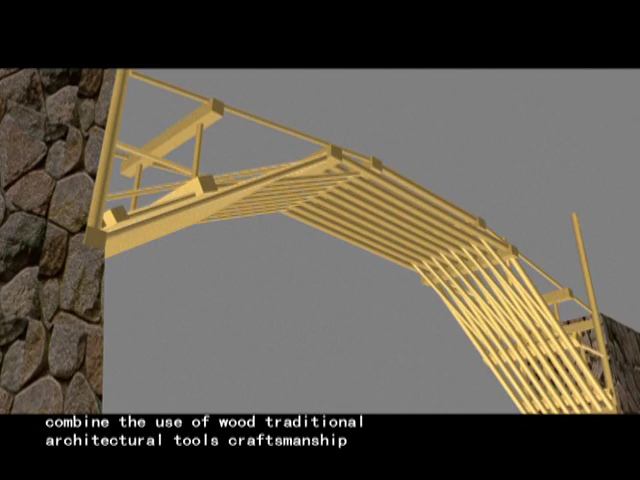 combine the use of wood traditional
architectural tools craftsmanship